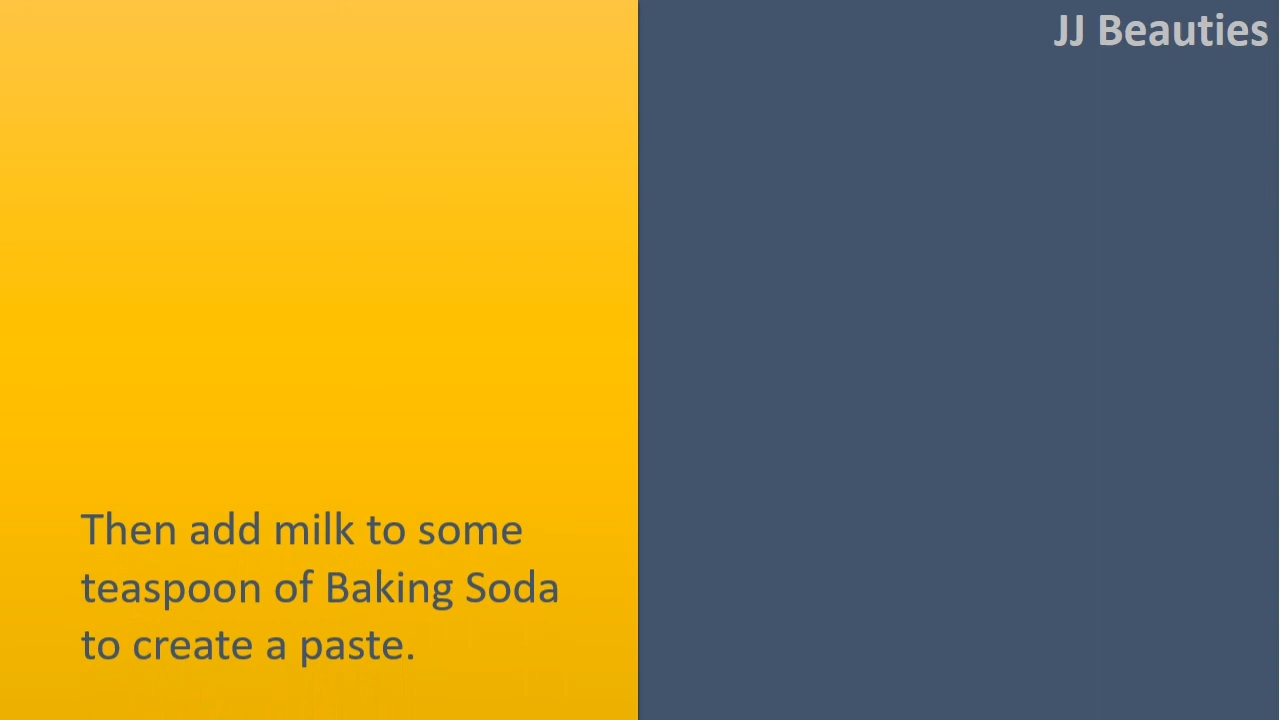 JJ Beauties
Then add milk to some
teaspoon of Baking Soda
to create a paste.